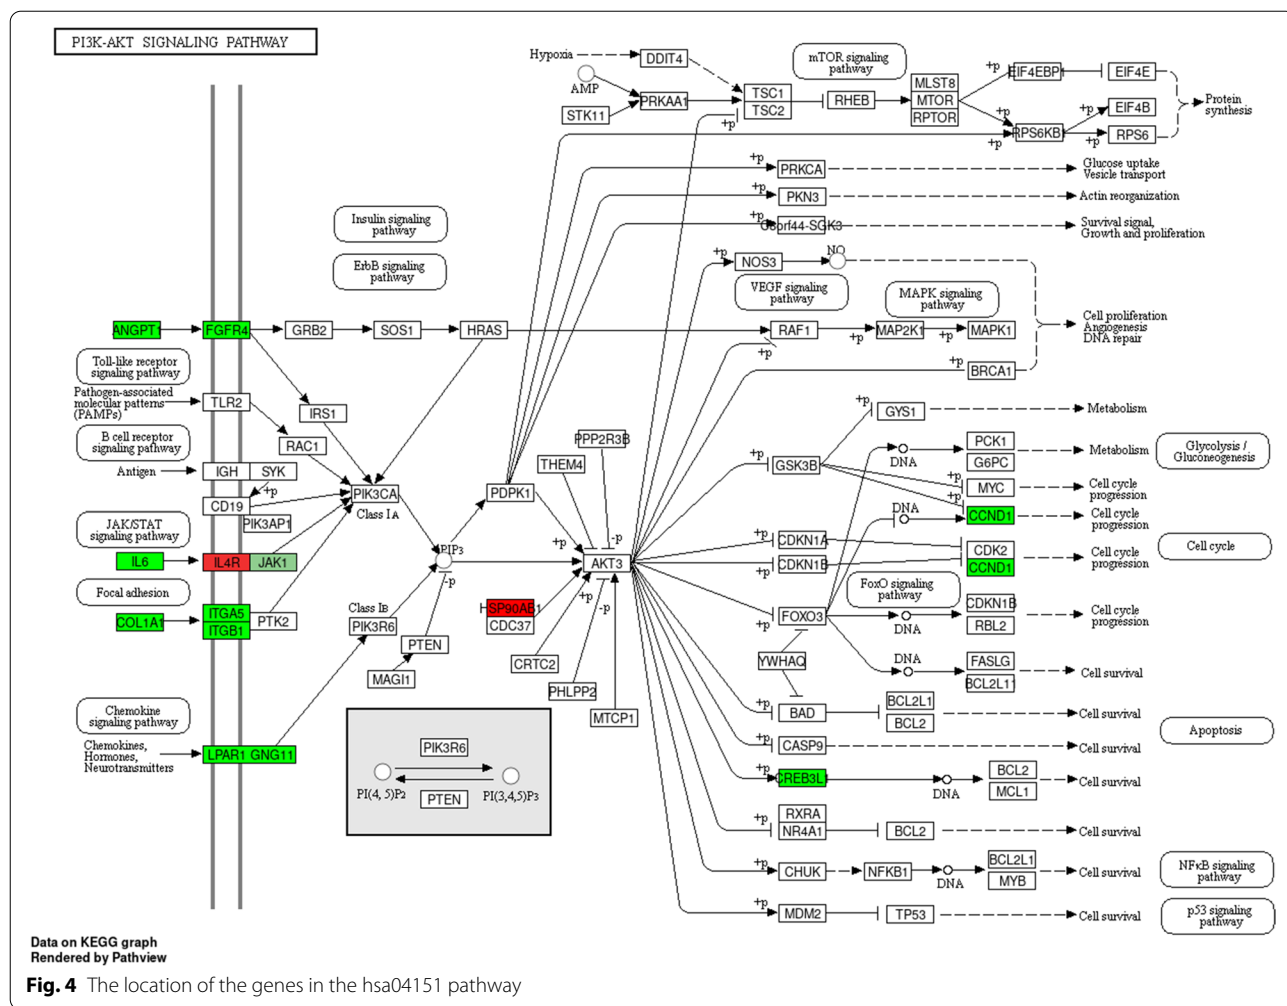 PI3K-AKT SIGNALING PATHWAY
Hypoxia
DDIT4
mTOR signaling
pathway
AMP
STK11
PRKAA1
TSC1
TSC2
+p
RHEB
MLST8
MTOR
RPTOR
+p
EIF4EBP1
EIF4E
+p
EIF4B
+p
RPS6KB
+p
+p
RPS6
Protein
synthesis
+p
PRKCA
Glucose uptake
Vesicle transport
+p
PKN3
Actin reorganization
+p
C8orf44-SGK3
Survival signal,
Growth and proliferation
Insulin signaling
pathway
ErbB signaling
pathway
+p
NOS3
NO
VEGF signaling
pathway
MAPK signaling
pathway
ANGPT1
FGFR4
GRB2
SOS1
HRAS
RAF1
+p
+p
MAP2K1
+p
MAPK1
Cell proliferation
Angiogenesis
DNA repair
+p
BRCA1
Toll-like receptor
signaling pathway
Pathogen-associated
molecular patterns
(PAMPs)
TLR2
IRS1
RAC1
B cell receptor
signaling pathway
Antigen
IGH
SYK
+p
CD19
PIK3AP1
PIK3CA
Class IA
PDPK1
THEM4
PPP2R3B
+p
GYS1
Metabolism
GSK3B
+p
DNA
PCK1
G6PC
Metabolism
Glycolysis /
Gluconeogenesis
+p
MYC
Cell cycle
progression
+p
DNA
CCND1
Cell cycle
progression
JAK/STAT
signaling pathway
IL6
IL4R
JAK1
PIP3
-p
+p
-p
AKT3
+p
CDKN1A
+p
CDKN1B
CDK2
CCND1
Cell cycle
progression
Cell cycle
Focal adhesion
COL1A1
ITGA5
ITGB1
PTK2
Class IB
PIK3R6
PTEN
MAGI1
HSP90AB1
CDC37
+p
-p
CRTC2
PHLPP2
MTCP1
FoxO signaling
pathway
FOXO3
+p
DNA
CDKN1B
RBL2
Cell cycle
progression
YWHAQ
DNA
FASLG
BCL2L11
Cell survival
Chemokine
signaling pathway
Chemokines,
Hormones,
Neurotransmitters
LPAR1
GNG11
PIK3R6
PI(4, 5)P2
PI(3,4,5)P3
PTEN
+p
BAD
BCL2L1
BCL2
Cell survival
Apoptosis
+p
CASP9
Cell survival
+p
CREB3L1
DNA
BCL2
MCL1
Cell survival
+p
RXRA
NR4A1
BCL2
Cell survival
+p
CHUK
NFKB1
DNA
BCL2L1
MYB
Cell survival
NFκB signaling
pathway
+p
MDM2
TP53
Cell survival
p53 signaling
pathway
Data on KEGG graph
Rendered by Pathview
Fig. 4 The location of the genes in the hsa04151 pathway